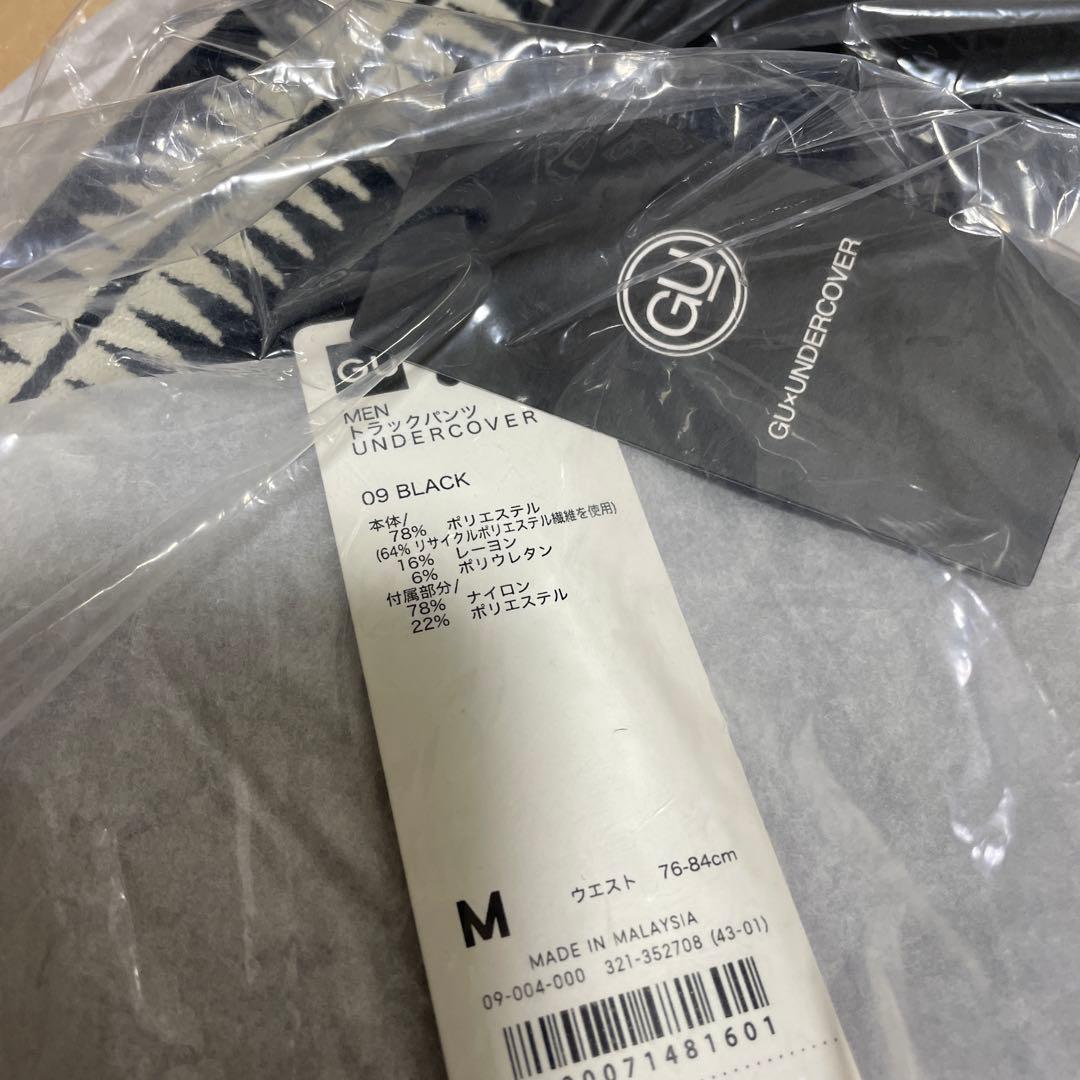 GU
GU×UNDERCOVER
GU
MEN
トラックパンツ
UNDERCOVER
09 BLACK
本体/
78% ポリエステル
(64% リサイクルポリエステル繊維を使用)
16% レーヨン
6% ポリウレタン
付属部分/
78% ナイロン
22% ポリエステル
M ウエスト 76-84cm
MADE IN MALAYSIA
09-004-000 321-352708 (43-01)
00071481601